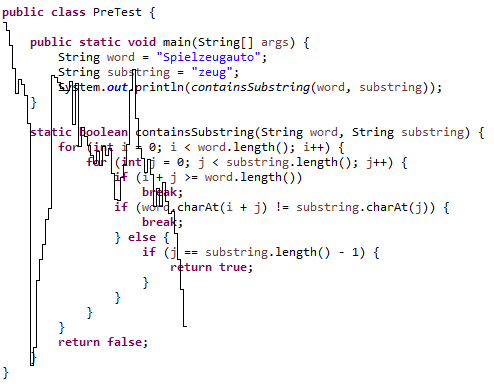 public class PreTest {
public static void main(String[] args) {
String word = "Spielzeugauto";
String substring = "zeug";
System.out.println(containsSubstring(word, substring));
}
static boolean containsSubstring(String word, String substring) {
for (int i = 0; i < word.length(); i++) {
for (int j = 0; j < substring.length(); j++) {
if (i + j >= word.length())
break;
if (word.charAt(i + j) != substring.charAt(j)) {
break;
} else {
if (j == substring.length() - 1) {
return true;
}
}
}
}
return false;
}
}